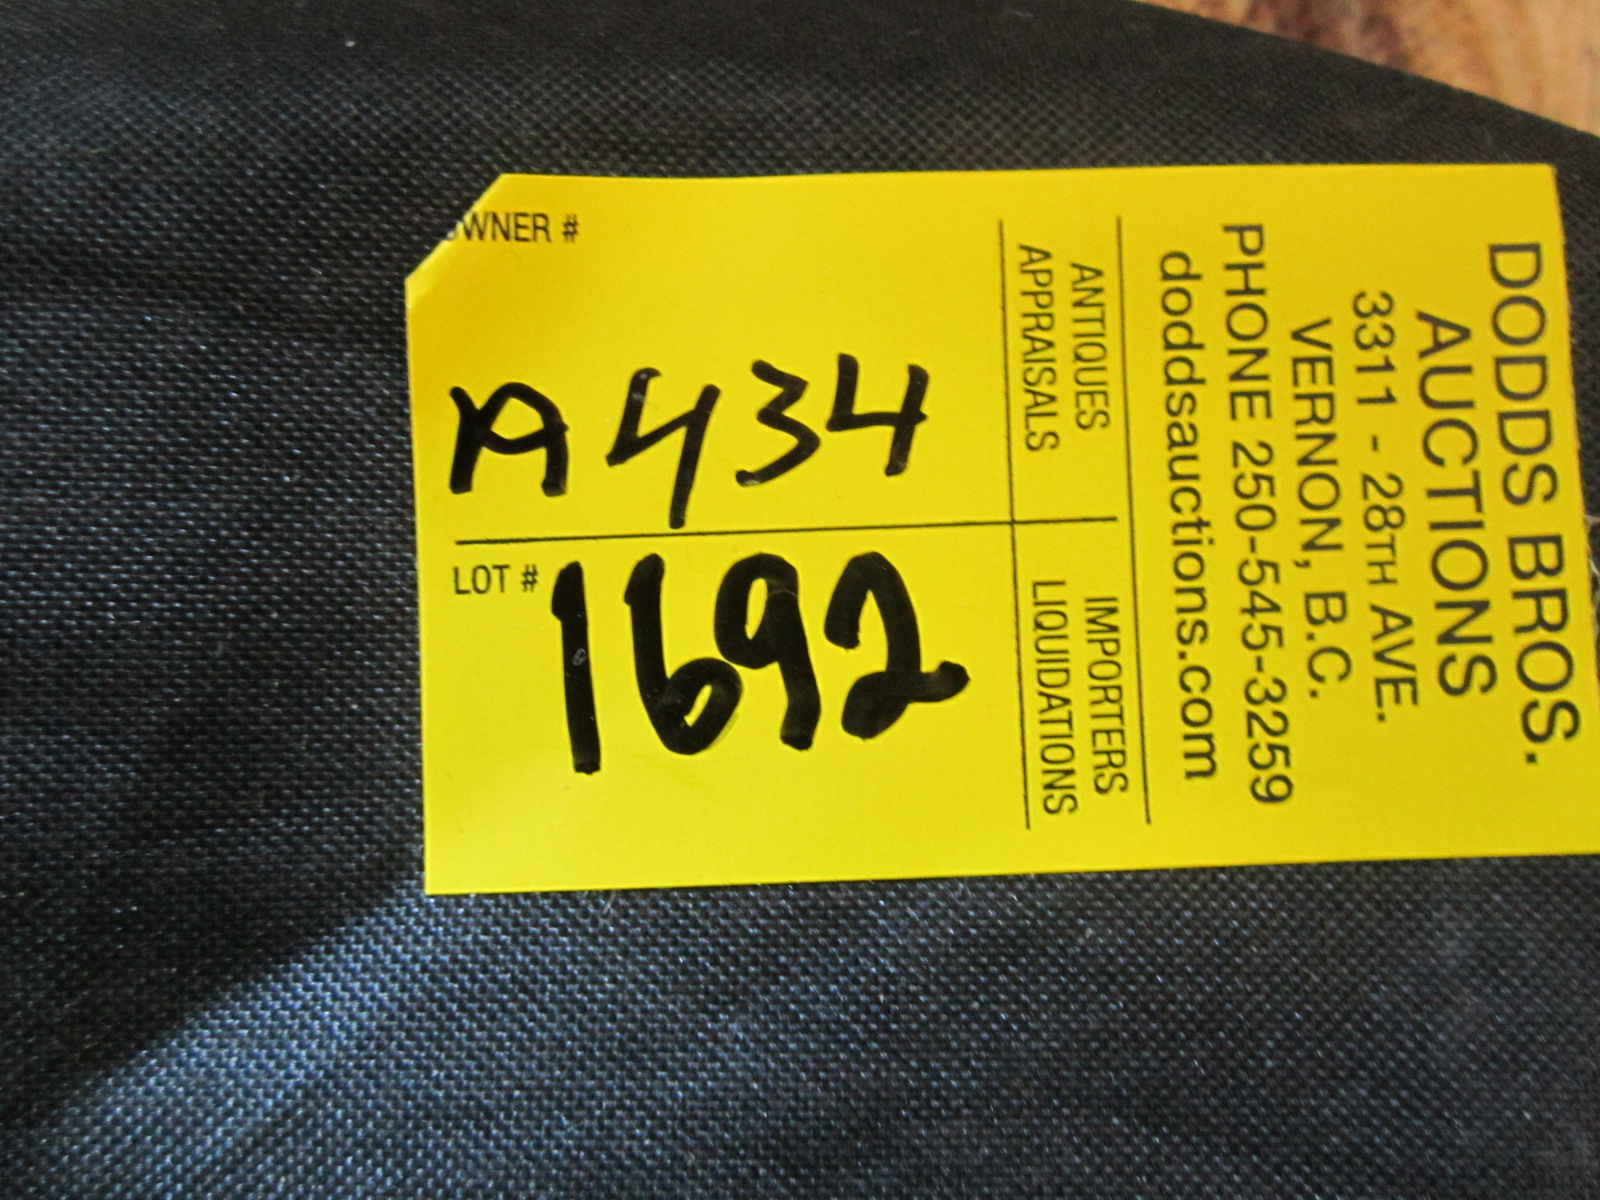 DODDS BROS.
AUCTIONS
3311 - 28TH AVE.
VERNON, B.C.
PHONE 250-545-3259
doddsauctions.com
ANTIQUES
APPRAISALS
IMPORTERS
LIQUIDATIONS
OWNER #
A434
LOT #
1692